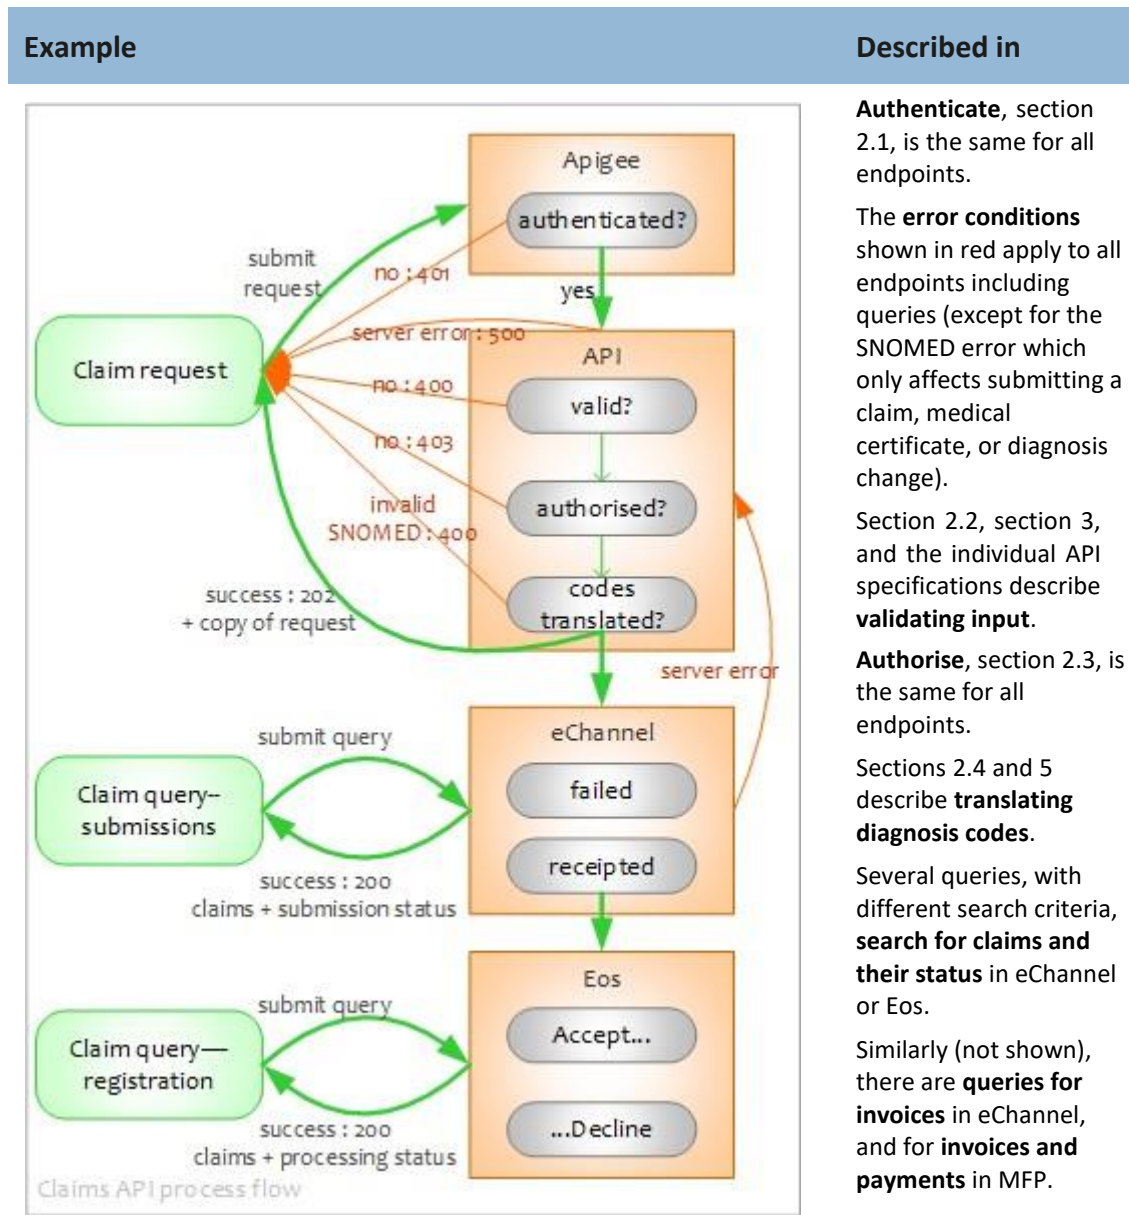 Example
Described in
Apigee
authenticated?
submit
request
no : 401
yes
server error : 500
API
Claim request
no : 400
valid?
no : 403
authorised?
invalid
SNOMED : 400
codes
translated?
success : 202
+ copy of request
server error
eChannel
submit query
failed
Claim query--
submissions
receipted
success : 200
claims + submission status
Eos
submit query
Accept...
Claim query—
registration
...Decline
success : 200
claims + processing status
Claims API process flow
Authenticate, section
2.1, is the same for all
endpoints.
The error conditions
shown in red apply to all
endpoints including
queries (except for the
SNOMED error which
only affects submitting a
claim, medical
certificate, or diagnosis
change).
Section 2.2, section 3,
and the individual API
specifications describe
validating input.
Authorise, section 2.3, is
the same for all
endpoints.
Sections 2.4 and 5
describe translating
diagnosis codes.
Several queries, with
different search criteria,
search for claims and
their status in eChannel
or Eos.
Similarly (not shown),
there are queries for
invoices in eChannel,
and for invoices and
payments in MFP.